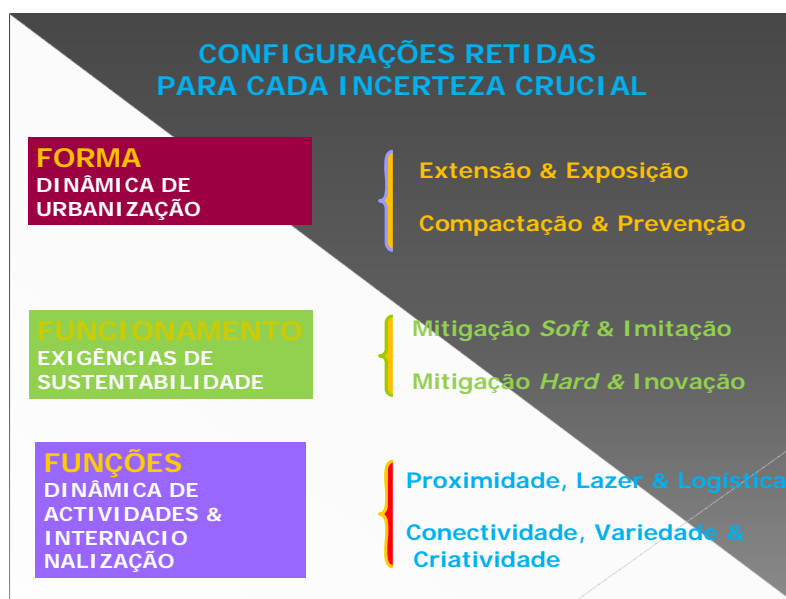 CONFIGURAÇÕES RETIDAS
PARA CADA INCERTEZA CRUCIAL
FORMA
DINÂMICA DE
URBANIZAÇÃO
Extensão & Exposição
Compactação & Prevenção
FUNCIONAMENTO
EXIGÊNCIAS DE
SUSTENTABILIDADE
Mitigação Soft & Imitação
Mitigação Hard & Inovação
FUNÇÕES
DINÂMICA DE
ACTIVIDADES &
INTERNACIO
NALIZAÇÃO
Proximidade, Lazer & Logística
Conectividade, Variedade &
Criatividade